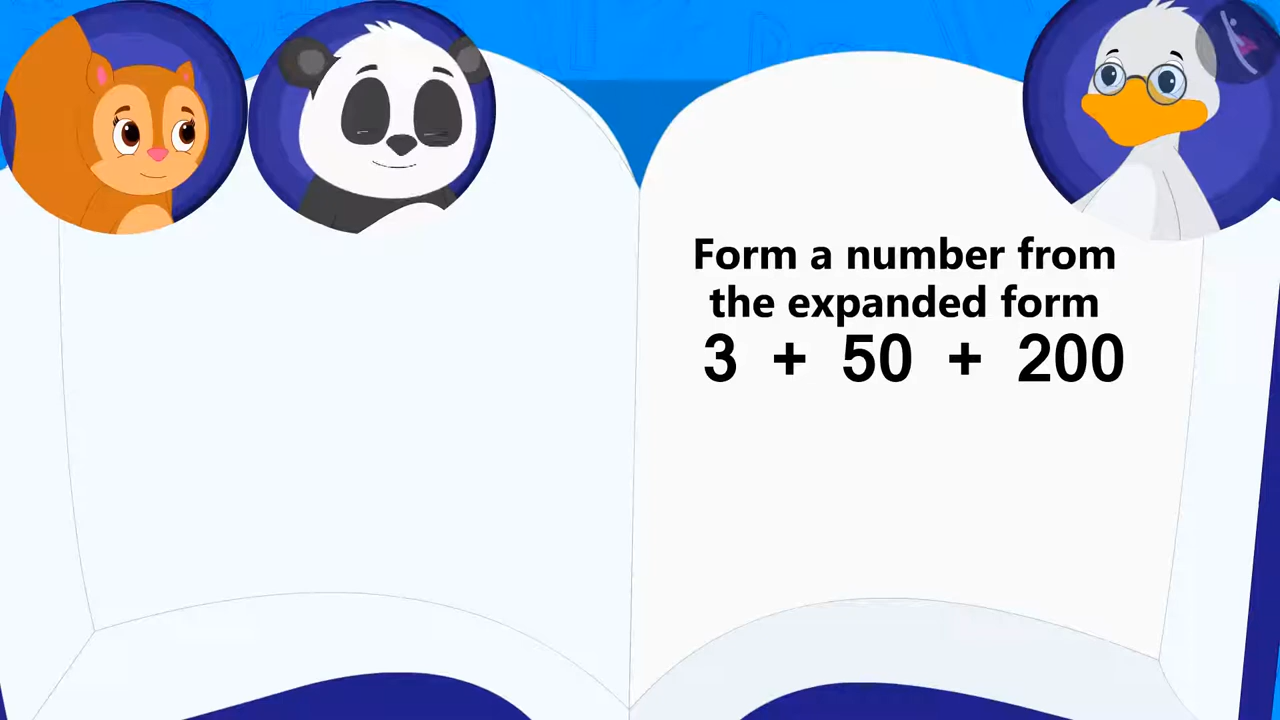 Form a number from
the expanded form
3 + 50 + 200